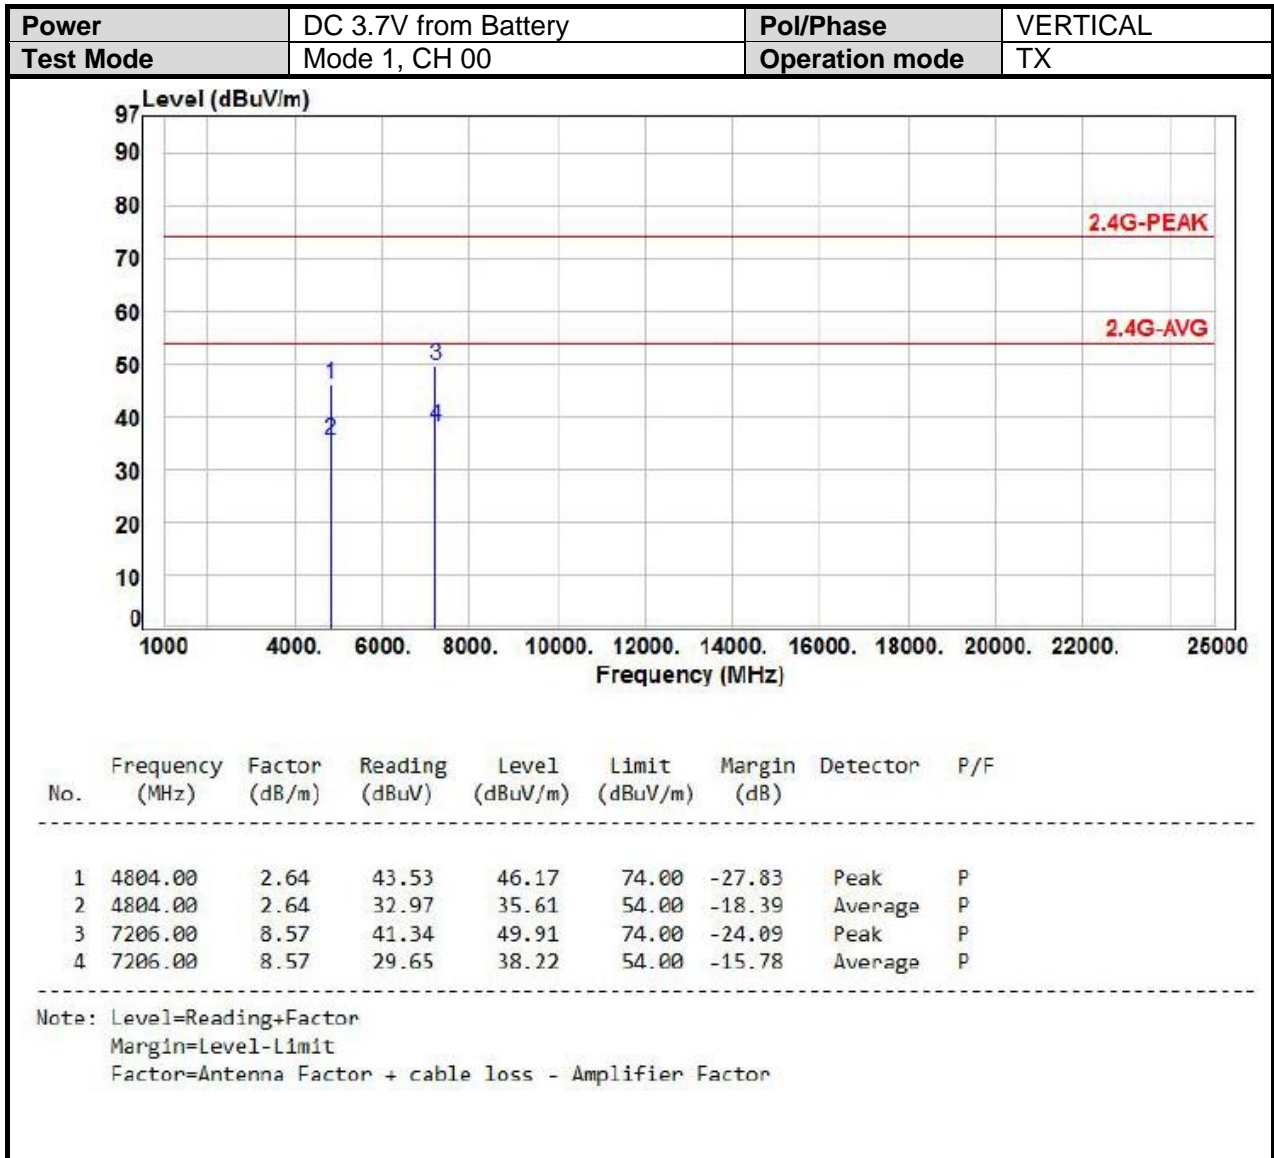 Power DC 3.7V from Battery Pol/Phase VERTICAL
Test Mode Mode 1, CH 00 Operation mode TX
Level (dBuV/m)
97
90
80
2.4G-PEAK
70
60
2.4G-AVG
3
50
1
40
4
2
30
20
10
0
1000 4000. 6000. 8000. 10000. 12000. 14000. 16000. 18000. 20000. 22000. 25000
Frequency (MHz)
Frequency Factor Reading Level Limit Margin Detector P/F
No. (MHz) (dB/m) (dBuV) (dBuV/m) (dBuV/m) (dB)
1 4804.00 2.64 43.53 46.17 74.00 -27.83 Peak P
2 4804.00 2.64 32.97 35.61 54.00 -18.39 Average P
3 7206.00 8.57 41.34 49.91 74.00 -24.09 Peak P
4 7206.00 8.57 29.65 38.22 54.00 -15.78 Average P
Note: Level=Reading+Factor
Margin=Level-Limit
Factor=Antenna Factor + cable loss - Amplifier Factor